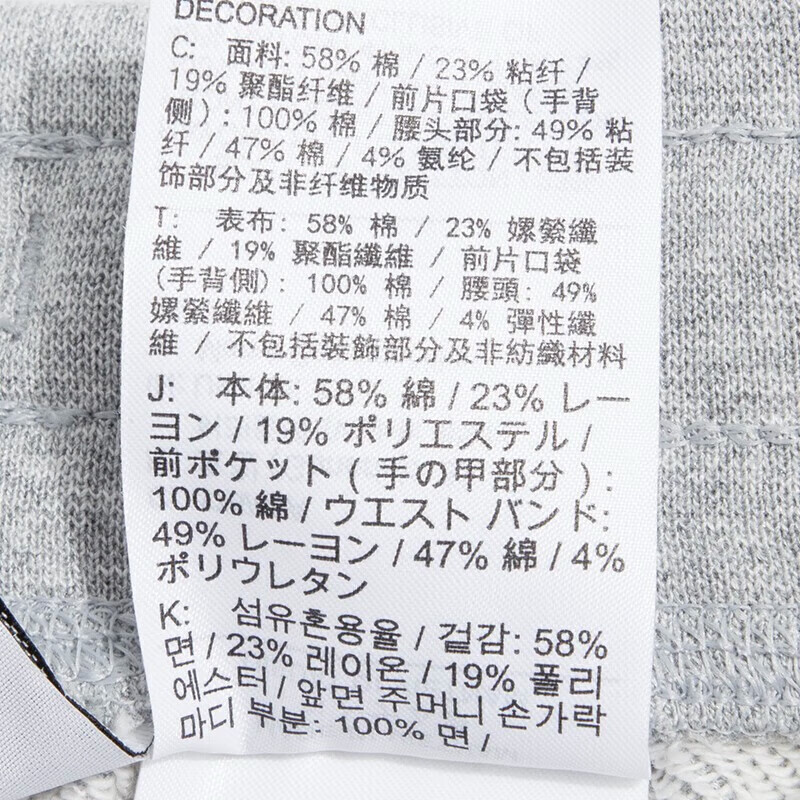 DECORATION
C: 面料: 58% 棉 / 23% 粘纤 /
19% 聚酯纤维 / 前片口袋 (手背
侧) : 100% 棉 / 腰头部分: 49% 粘
纤 / 47% 棉 / 4% 氨纶 / 不包括装
饰部分及非纤维物质
T: 表布: 58% 棉 / 23% 嫘縈纖
維 / 19% 聚酯纖維 / 前片口袋
(手背側) : 100% 棉 / 腰頭: 49%
嫘縈纖維 / 47% 棉 / 4% 彈性纖
維 / 不包括裝飾部分及非紡織材料
J: 本体: 58% 綿 / 23% レー
ヨン / 19% ポリエステル /
前ポケット ( 手の甲部分 ) :
100% 綿 / ウエスト バンド:
49% レーヨン / 47% 綿 / 4%
ポリウレタン
K: 섬유혼용율 / 겉감: 58%
면 / 23% 레이온 / 19% 폴리
에스터 / 앞면 주머니 손가락
마디 부분: 100% 면 /